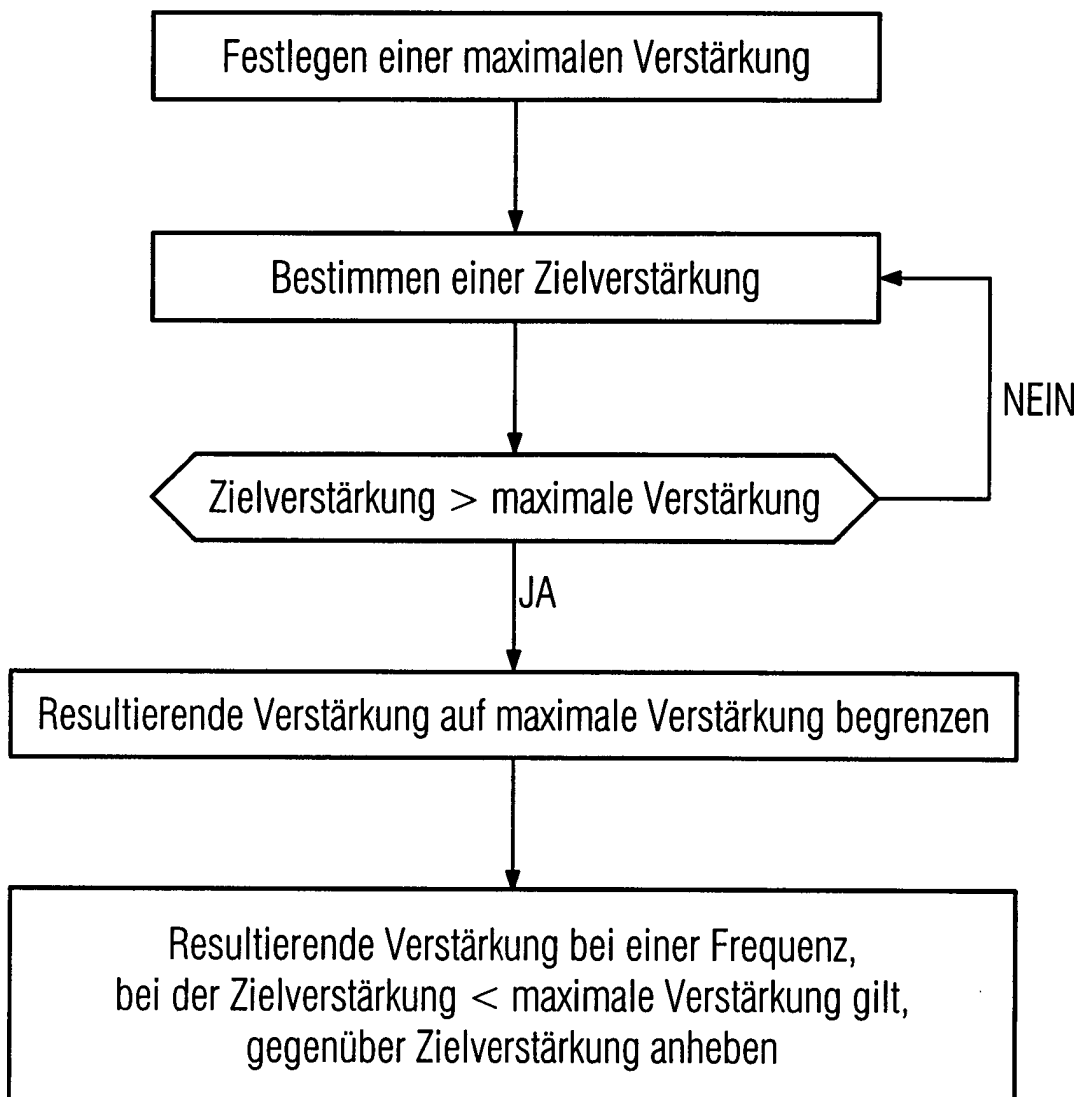 Festlegen einer maximalen Verstärkung
Bestimmen einer Zielverstärkung
NEIN
Zielverstärkung > maximale Verstärkung
JA
Resultierende Verstärkung auf maximale Verstärkung begrenzen
Resultierende Verstärkung bei einer Frequenz,
bei der Zielverstärkung < maximale Verstärkung gilt,
gegenüber Zielverstärkung anheben